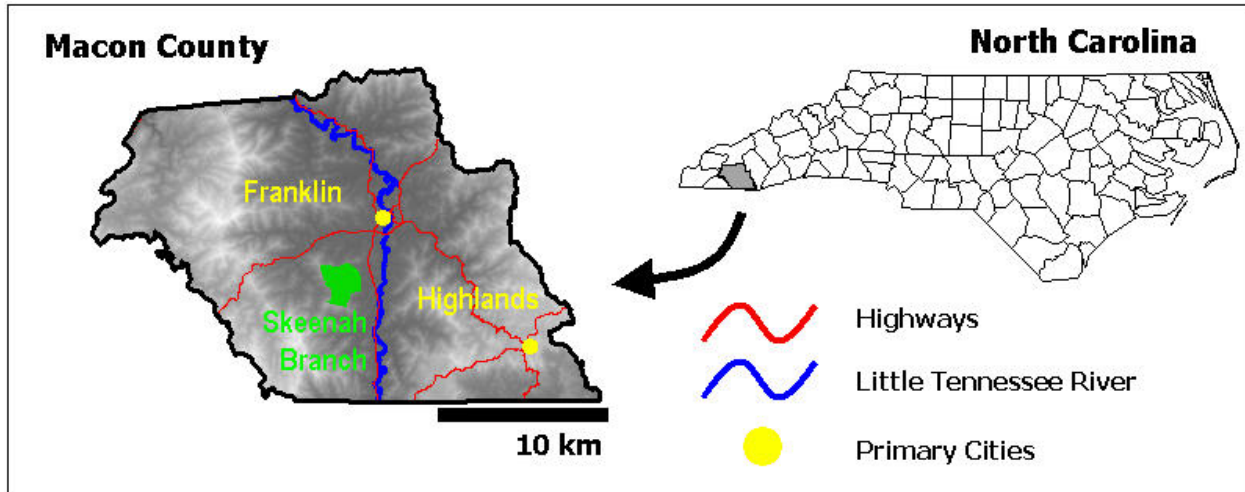 Macon County
North Carolina
Franklin
Highlands
Skeenah
Branch
10 km
Highways
Little Tennessee River
Primary Cities